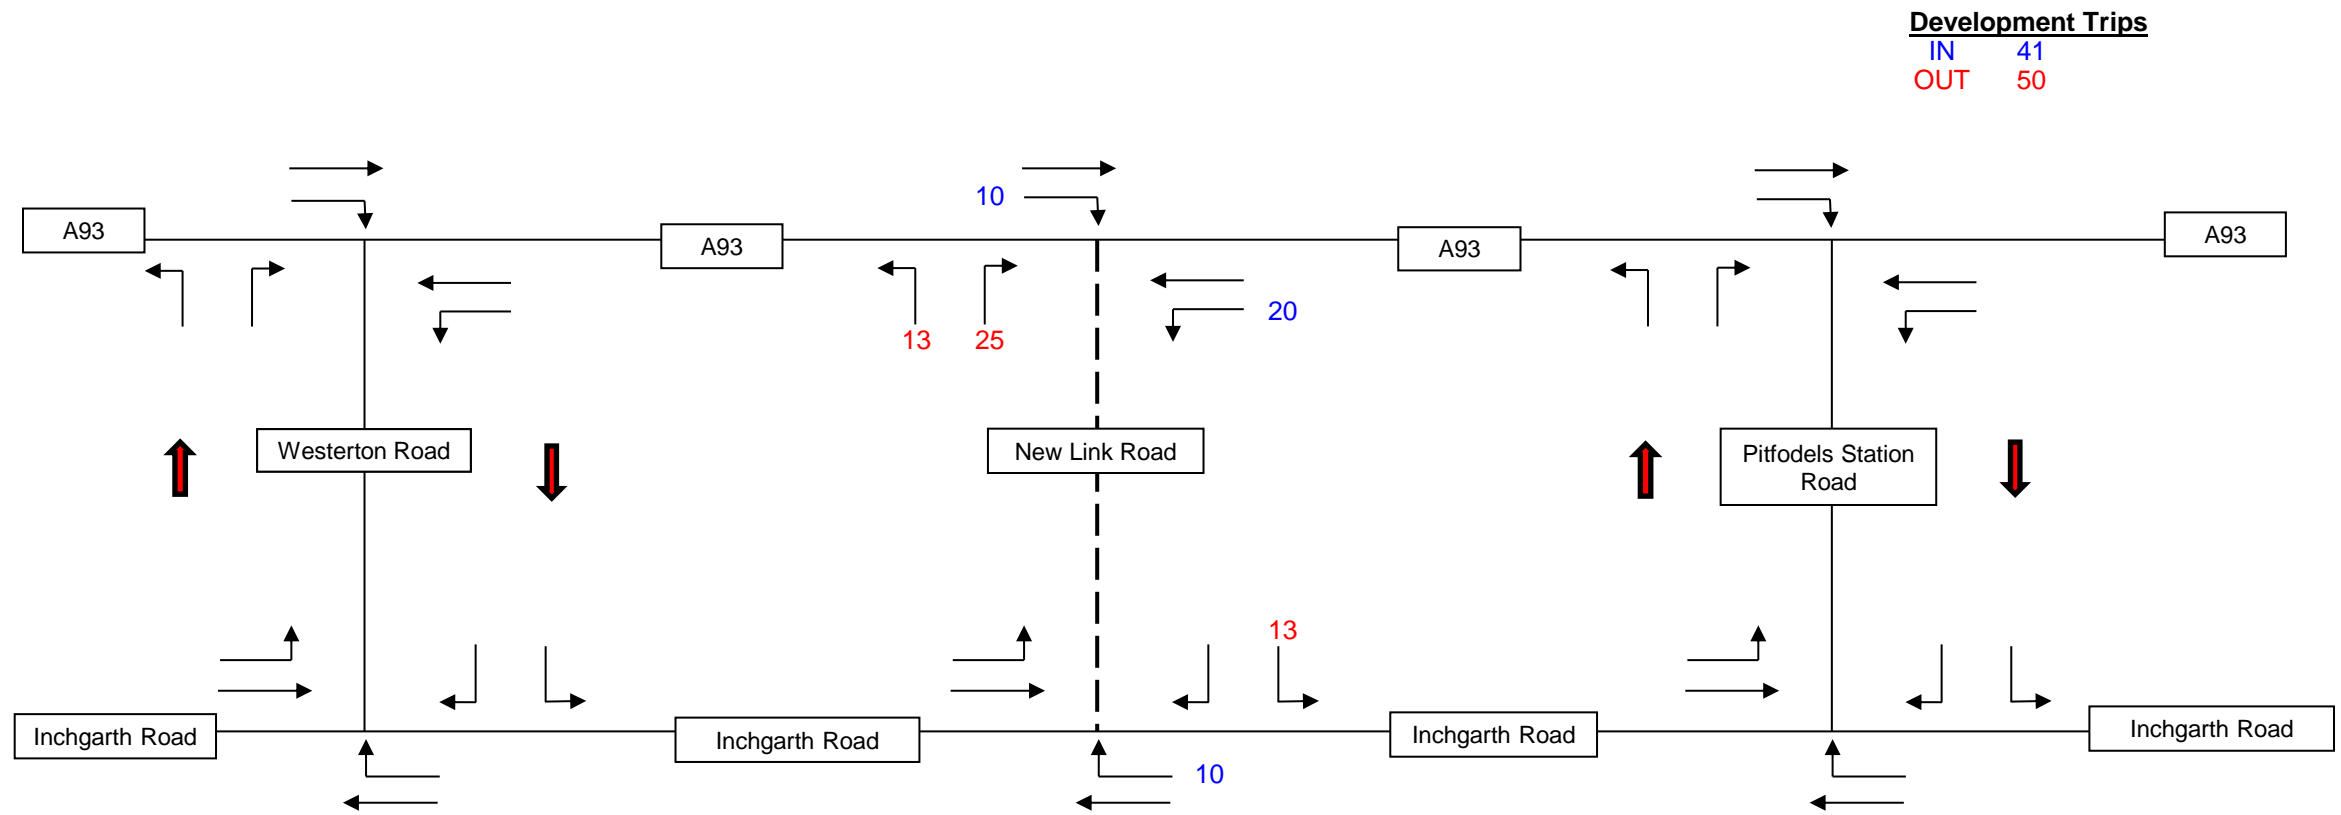 Development Trips
IN 41
OUT 50
10
A93
A93
A93
A93
20
13 25
Westerton Road
New Link Road
Pitfodels Station
Road
13
Inchgarth Road
Inchgarth Road
Inchgarth Road
Inchgarth Road
10